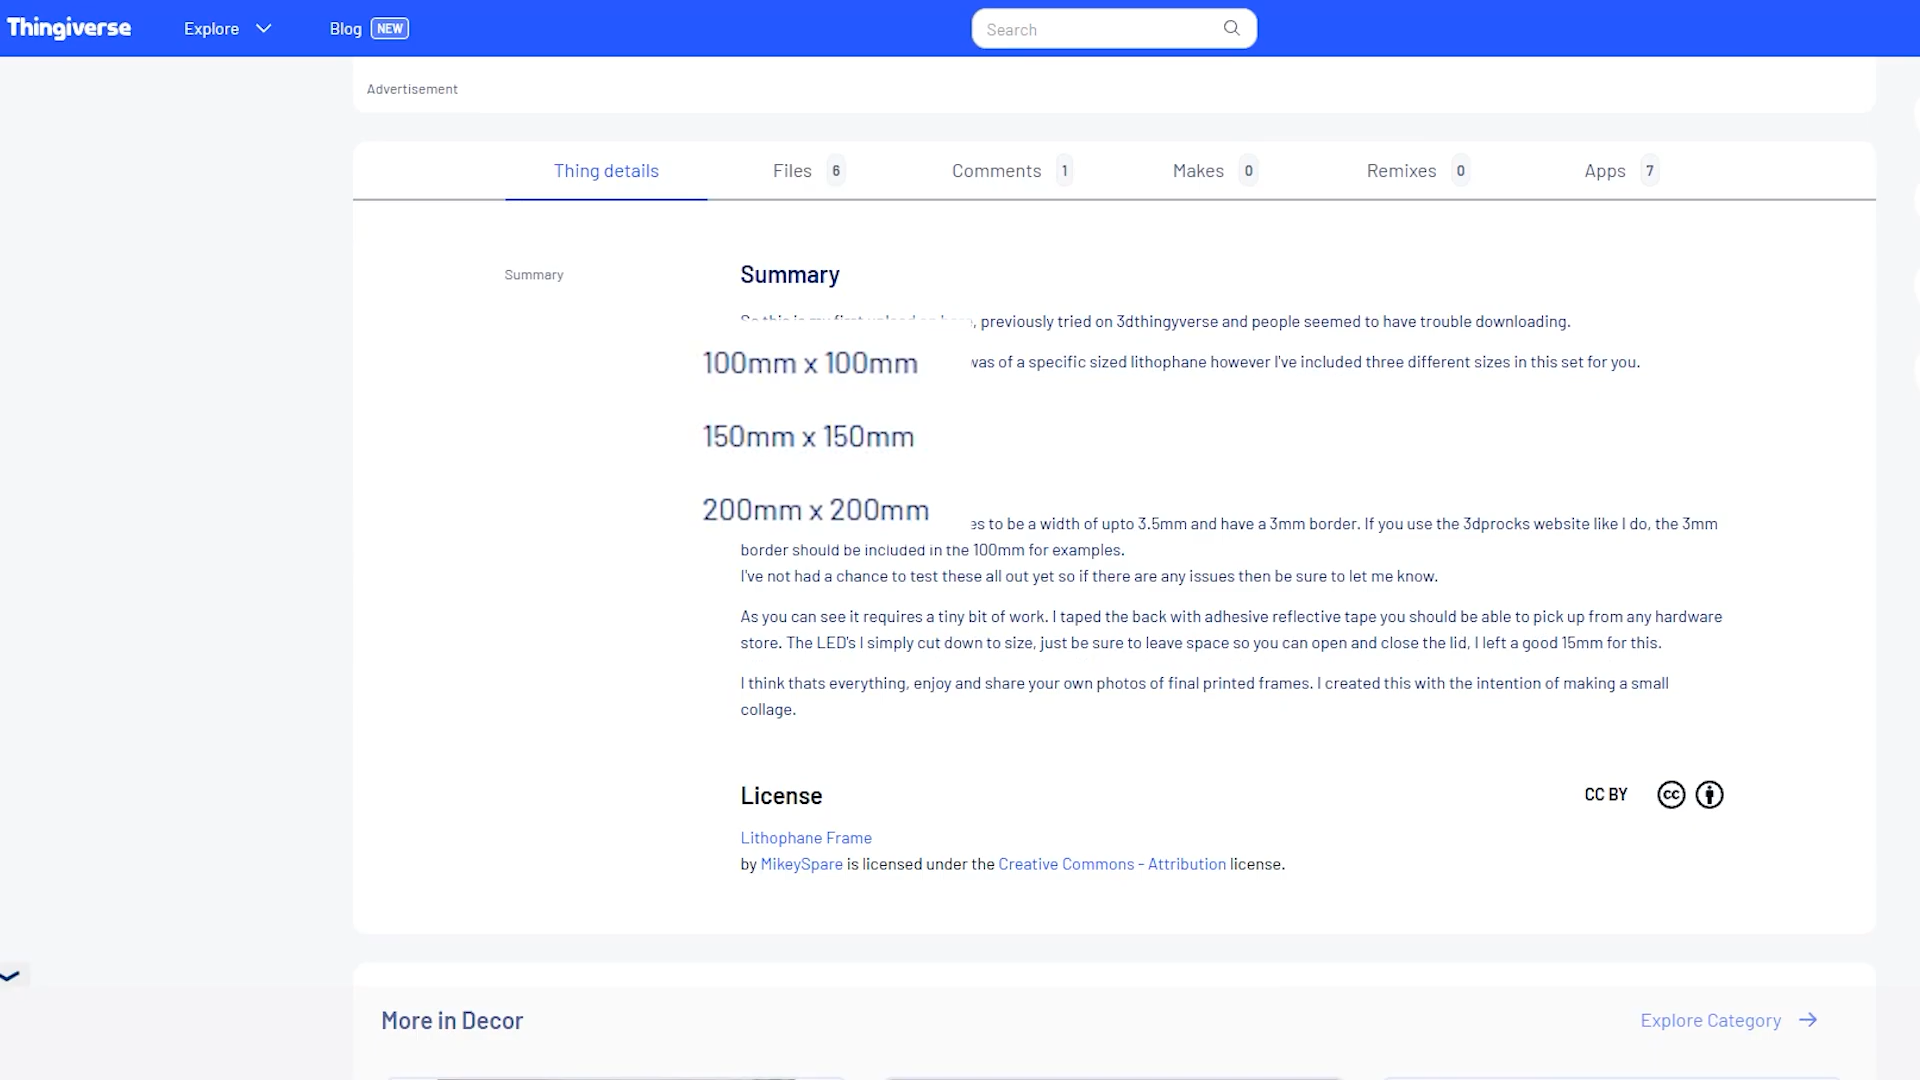 Thingiverse Explore Blog NEW Search
Advertisement
Thing details Files 6 Comments 1 Makes 0 Remixes 0 Apps 7
Summary
Summary
, previously tried on 3dthingyverse and people seemed to have trouble downloading.
100mm x 100mm
of a specific sized lithophane however I've included three different sizes in this set for you.
150mm x 150mm
200mm x 200mm
to be a width of upto 3.5mm and have a 3mm border. If you use the 3dprocks website like I do, the 3mm
border should be included in the 100mm for examples.
I've not had a chance to test these all out yet so if there are any issues then be sure to let me know.
As you can see it requires a tiny bit of work. I taped the back with adhesive reflective tape you should be able to pick up from any hardware
store. The LED's I simply cut down to size, just be sure to leave space so you can open and close the lid, I left a good 15mm for this.
I think thats everything, enjoy and share your own photos of final printed frames. I created this with the intention of making a small
collage.
License CC BY cc
Lithophane Frame
by MikeySpare is licensed under the Creative Commons - Attribution license.
More in Decor Explore Category